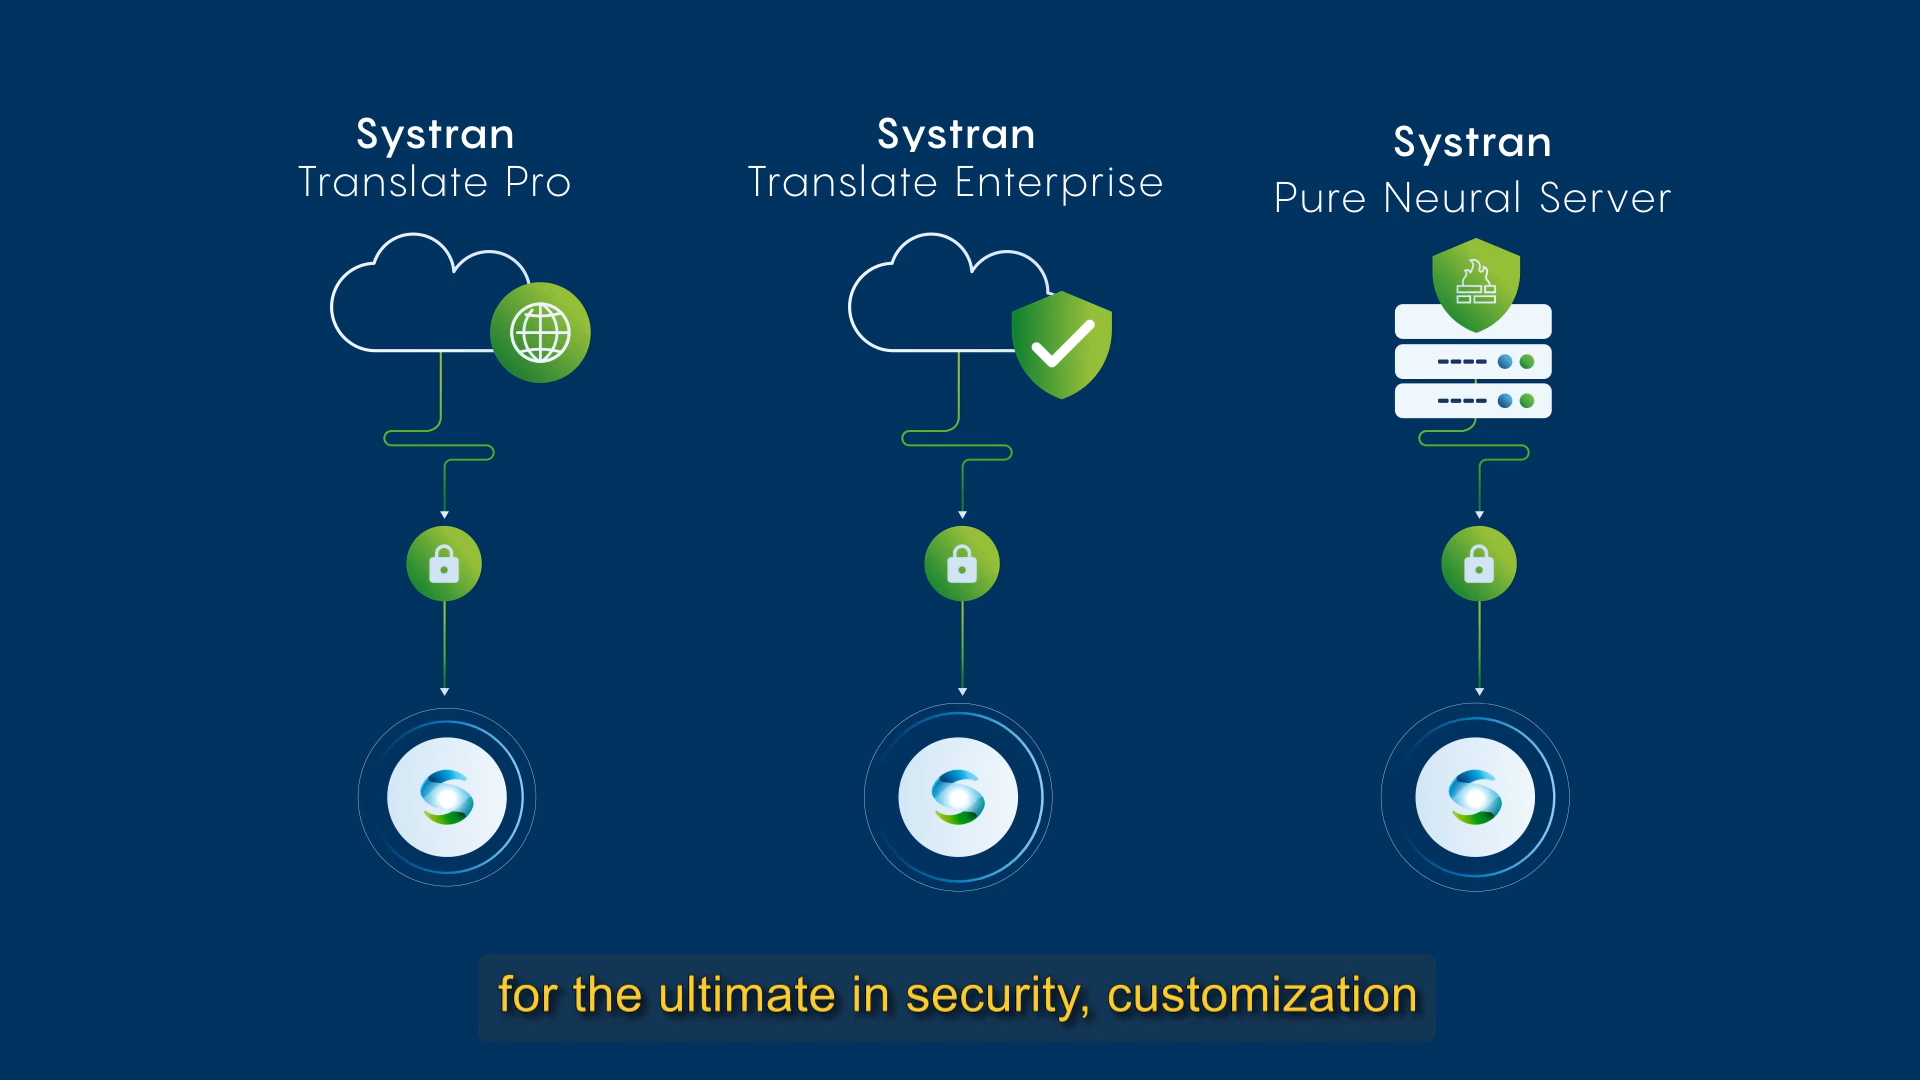 Systran
Translate Pro
Systran
Translate Enterprise
Systran
Pure Neural Server
for the ultimate in security, customization